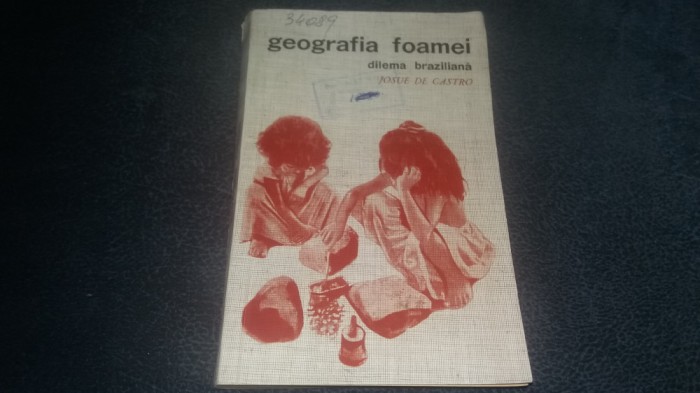 34089
geografia foamei
dilema braziliană
JOSUE DE CASTRO